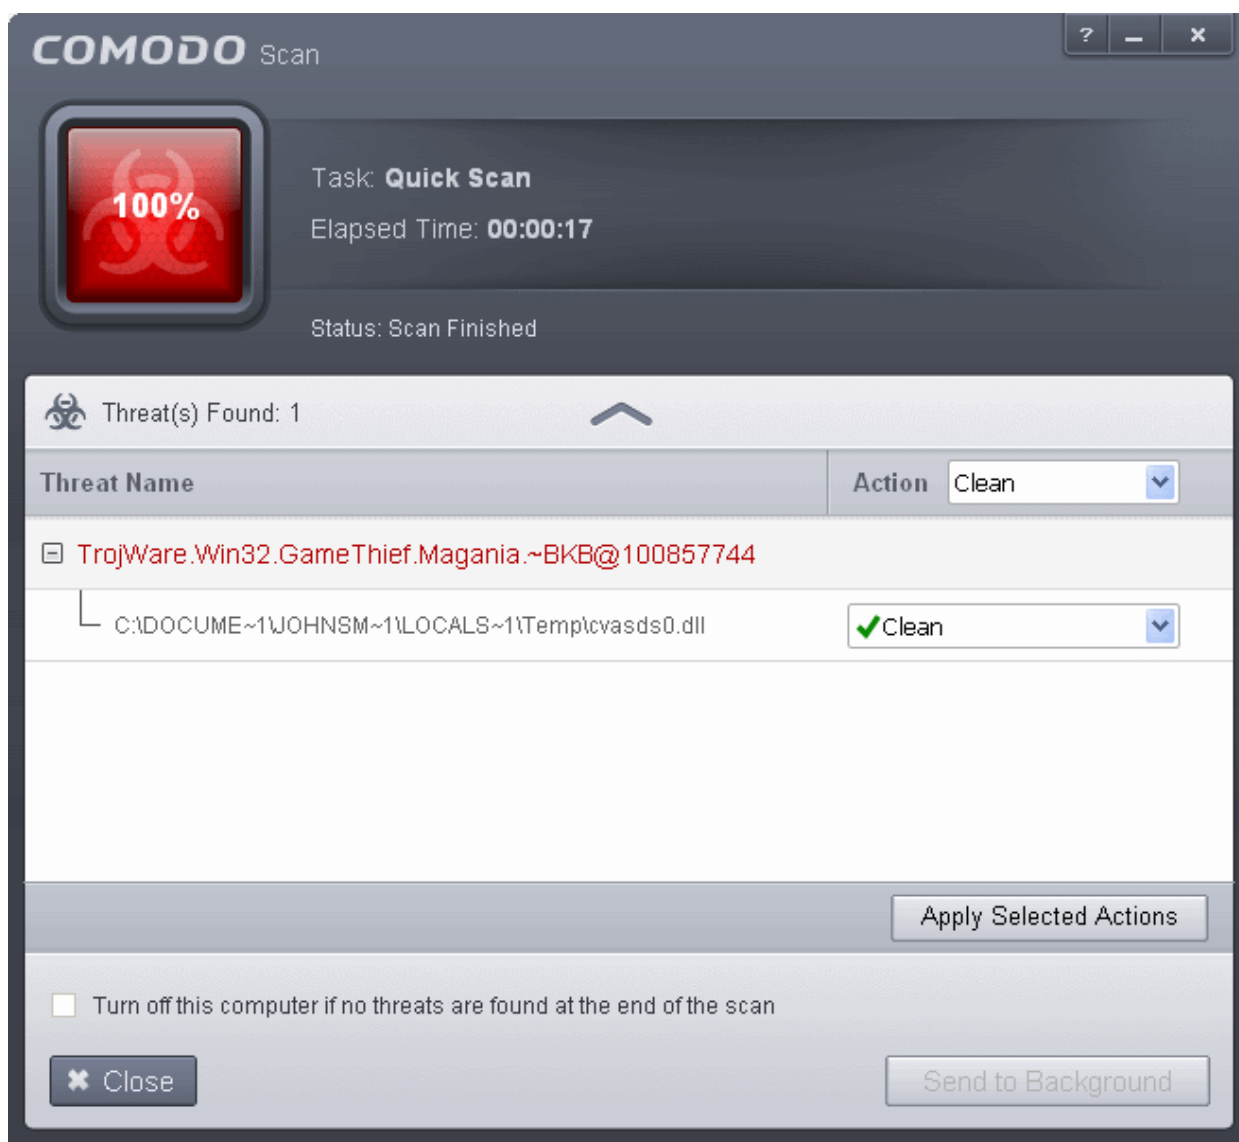 COMODO Scan
?
100%
Task: Quick Scan
Elapsed Time: 00:00:17
Status: Scan Finished
Threat(s) Found: 1
Threat Name
Action
Clean
TrojWare.Win32.GameThief.Magania.~BKB@100857744
C:\DOCUME~1\JOHNSM~1\LOCALS~1\Temp\cvasds0.dll
Clean
Apply Selected Actions
Turn off this computer if no threats are found at the end of the scan
Close
Send to Background